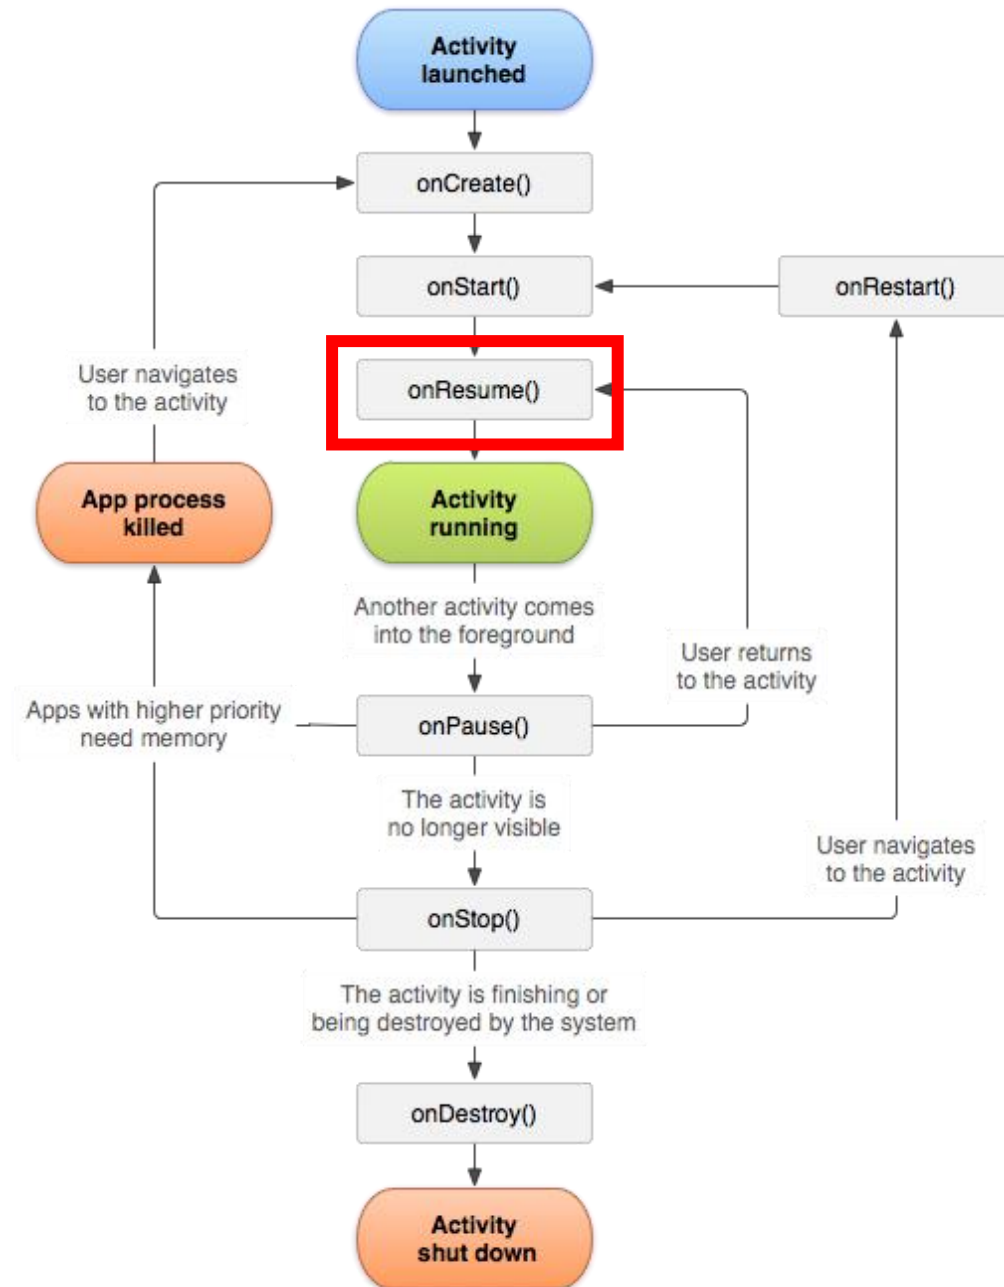 Activity
launched
onCreate()
onStart()
onRestart()
onResume()
User navigates
to the activity
App process
killed
Activity
running
Another activity comes
into the foreground
User returns
to the activity
Apps with higher priority
need memory
onPause()
The activity is
no longer visible
User navigates
to the activity
onStop()
The activity is finishing or
being destroyed by the system
onDestroy()
Activity
shut down